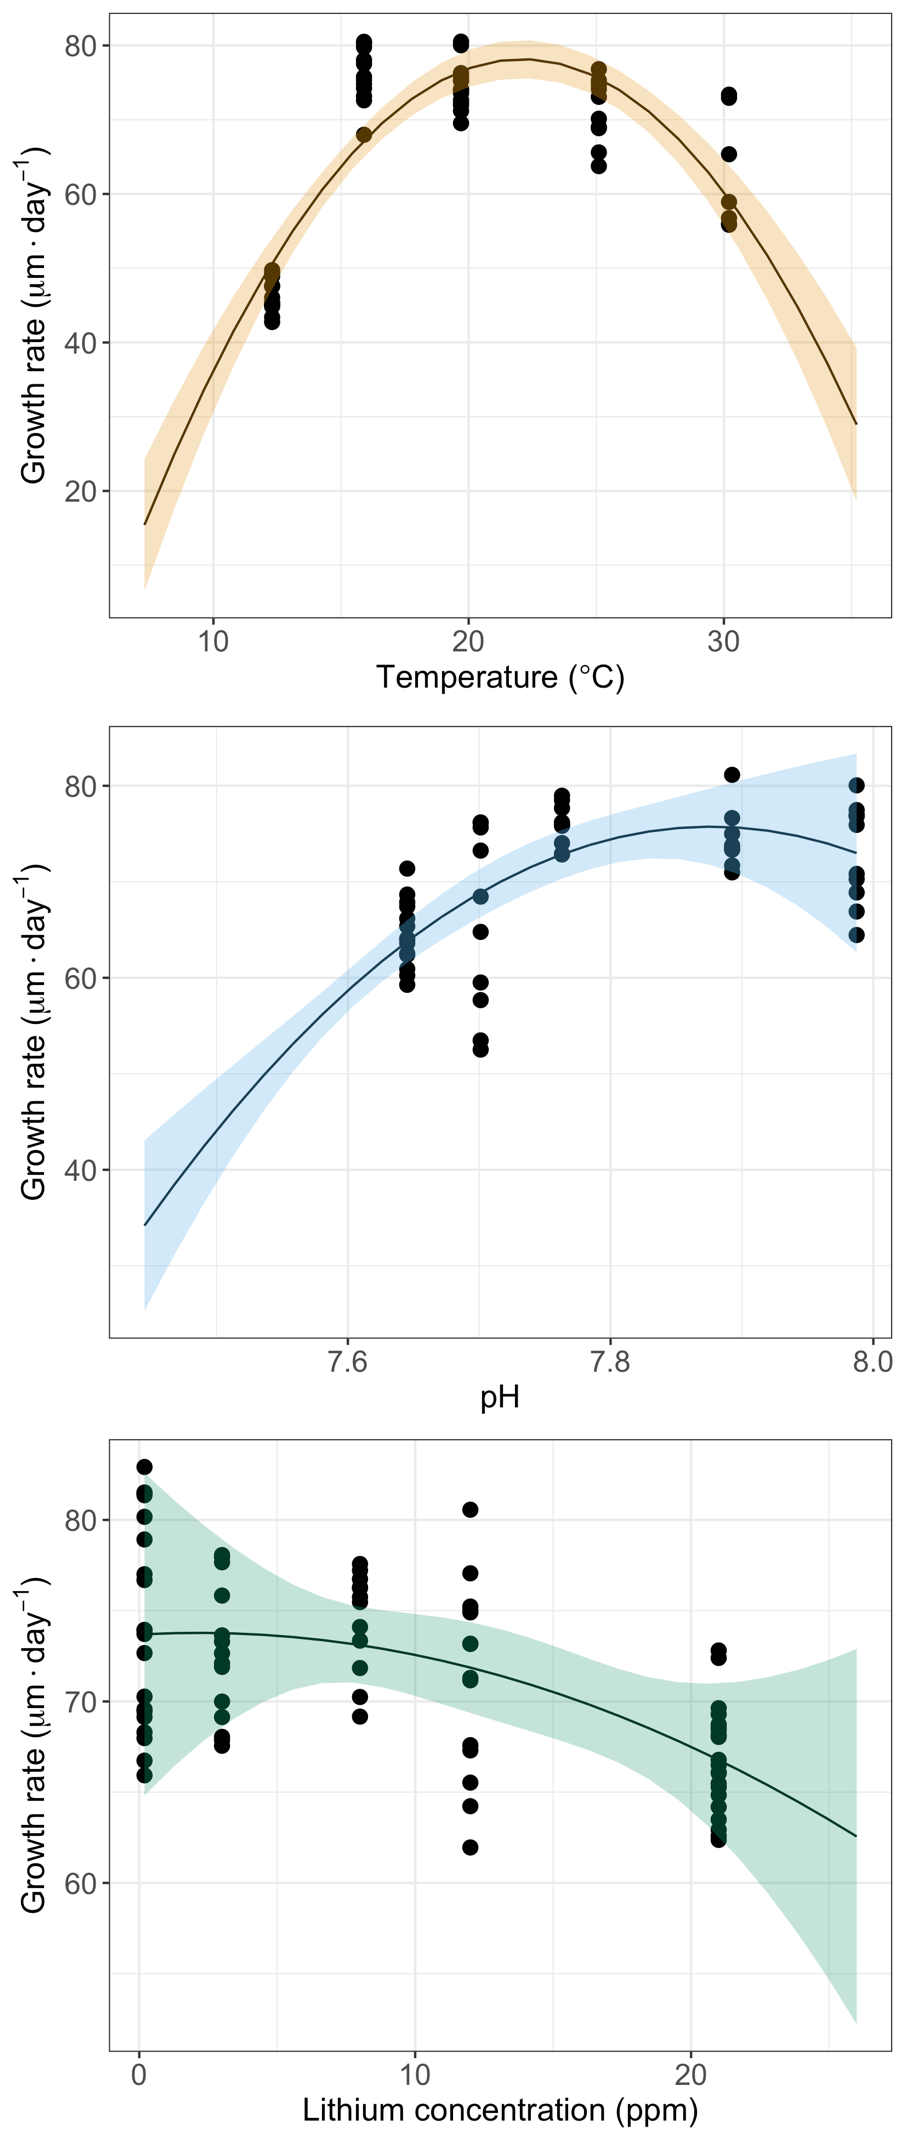 Growth rate (μm · day⁻¹)
80
60
40
20
10 20 30
Temperature (°C)
Growth rate (μm · day⁻¹)
80
60
40
7.6 7.8 8.0
pH
Growth rate (μm · day⁻¹)
80
70
60
0 10 20
Lithium concentration (ppm)